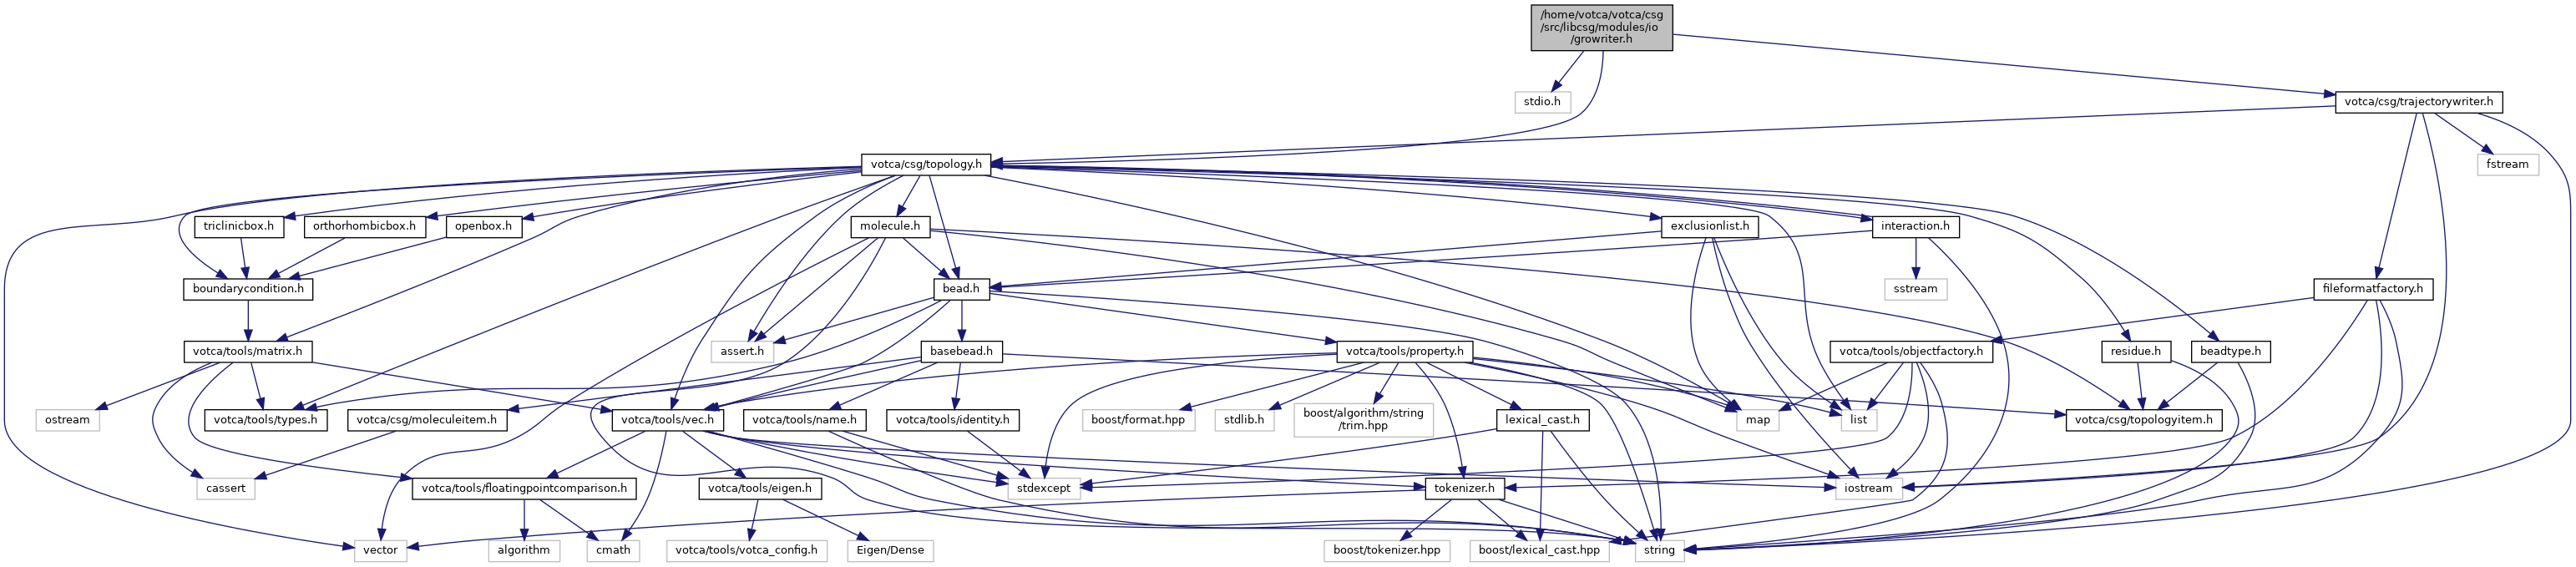 /home/votca/votca/csg
/src/libcsg/modules/io
/growriter.h
stdio.h
votca/csg/trajectorywriter.h
votca/csg/topology.h
fstream
triclinicbox.h
orthorhombicbox.h
openbox.h
molecule.h
exclusionlist.h
interaction.h
boundarycondition.h
bead.h
sstream
fileformatfactory.h
votca/tools/matrix.h
assert.h
basebead.h
votca/tools/property.h
votca/tools/objectfactory.h
residue.h
beadtype.h
ostream
votca/tools/types.h
votca/csg/moleculeitem.h
votca/tools/vec.h
votca/tools/name.h
votca/tools/identity.h
boost/format.hpp
stdlib.h
boost/algorithm/string
/trim.hpp
lexical_cast.h
map
list
votca/csg/topologyitem.h
cassert
votca/tools/floatingpointcomparison.h
votca/tools/eigen.h
stdexcept
tokenizer.h
iostream
vector
algorithm
cmath
votca/tools/votca_config.h
Eigen/Dense
boost/tokenizer.hpp
boost/lexical_cast.hpp
string